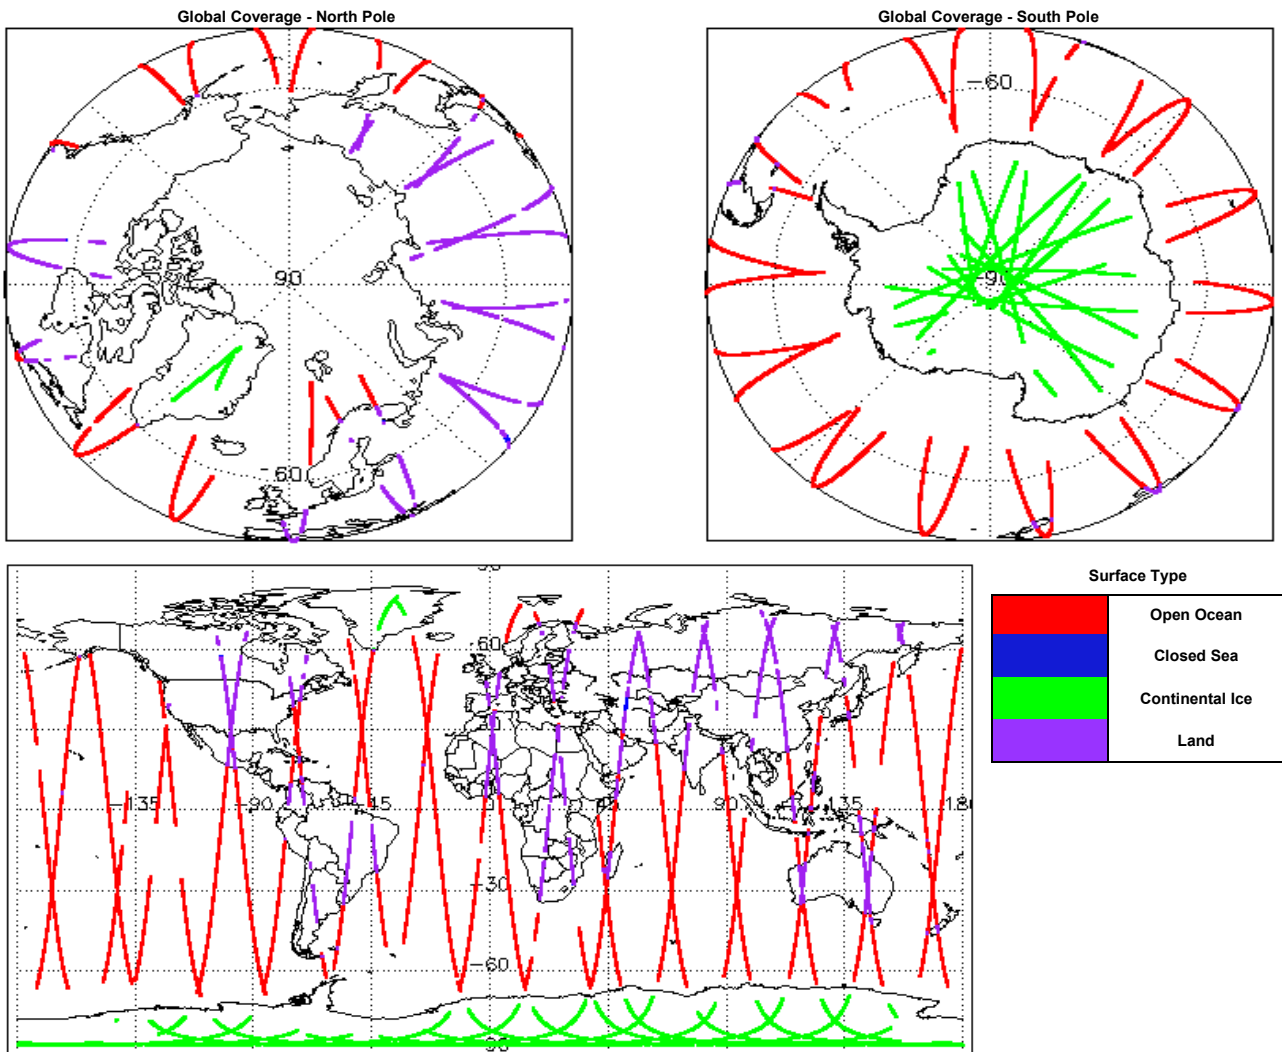 Global Coverage - North Pole
Global Coverage - South Pole
-60
90
-90
-60
60
-135
-90
-45
0
45
90
135
180
+30
-60
Surface Type
Open Ocean
Closed Sea
Continental Ice
Land